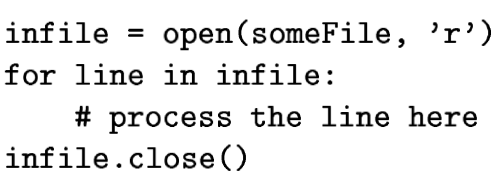 infile = open(someFile, ’r’)
for line in infile:
    # process the line here
infile.close()